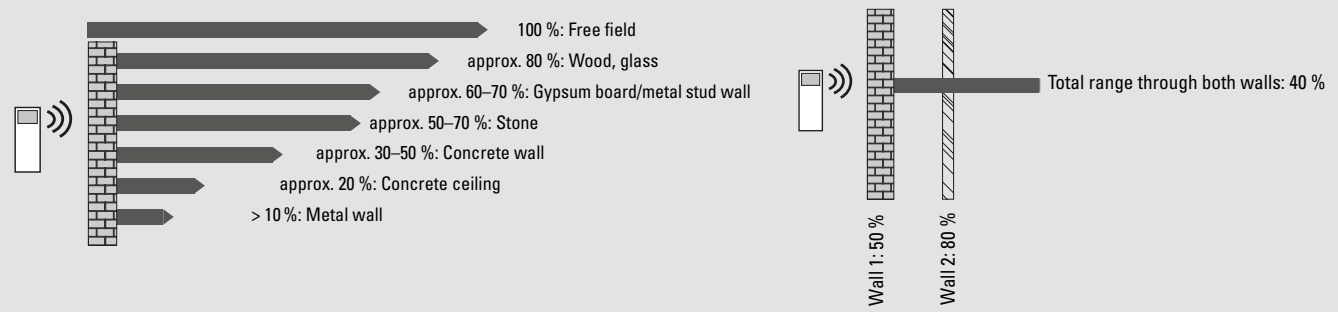 100 %: Free field
approx. 80 %: Wood, glass
approx. 60–70 %: Gypsum board/metal stud wall
approx. 50–70 %: Stone
approx. 30–50 %: Concrete wall
approx. 20 %: Concrete ceiling
> 10 %: Metal wall
Total range through both walls: 40 %
Wall 1: 50 %
Wall 2: 80 %